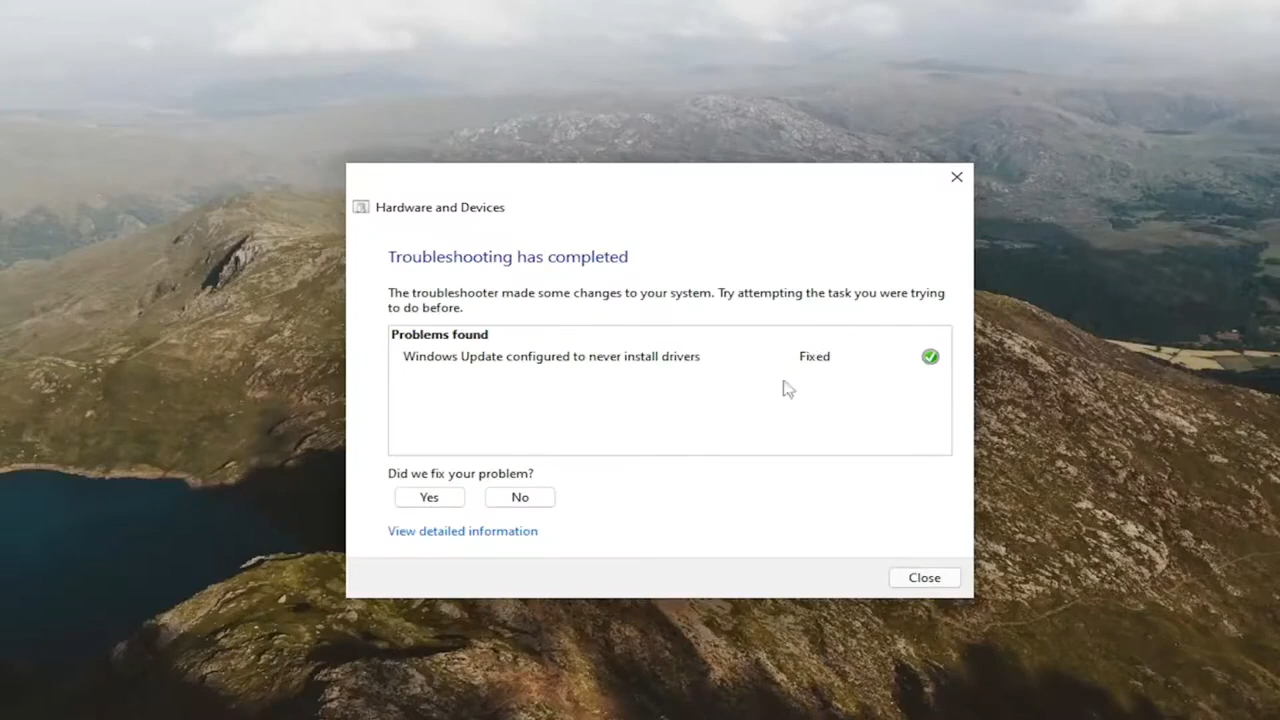 Hardware and Devices
Troubleshooting has completed
The troubleshooter made some changes to your system. Try attempting the task you were trying
to do before.
Problems found
Windows Update configured to never install drivers Fixed
Did we fix your problem?
Yes No
View detailed information
Close